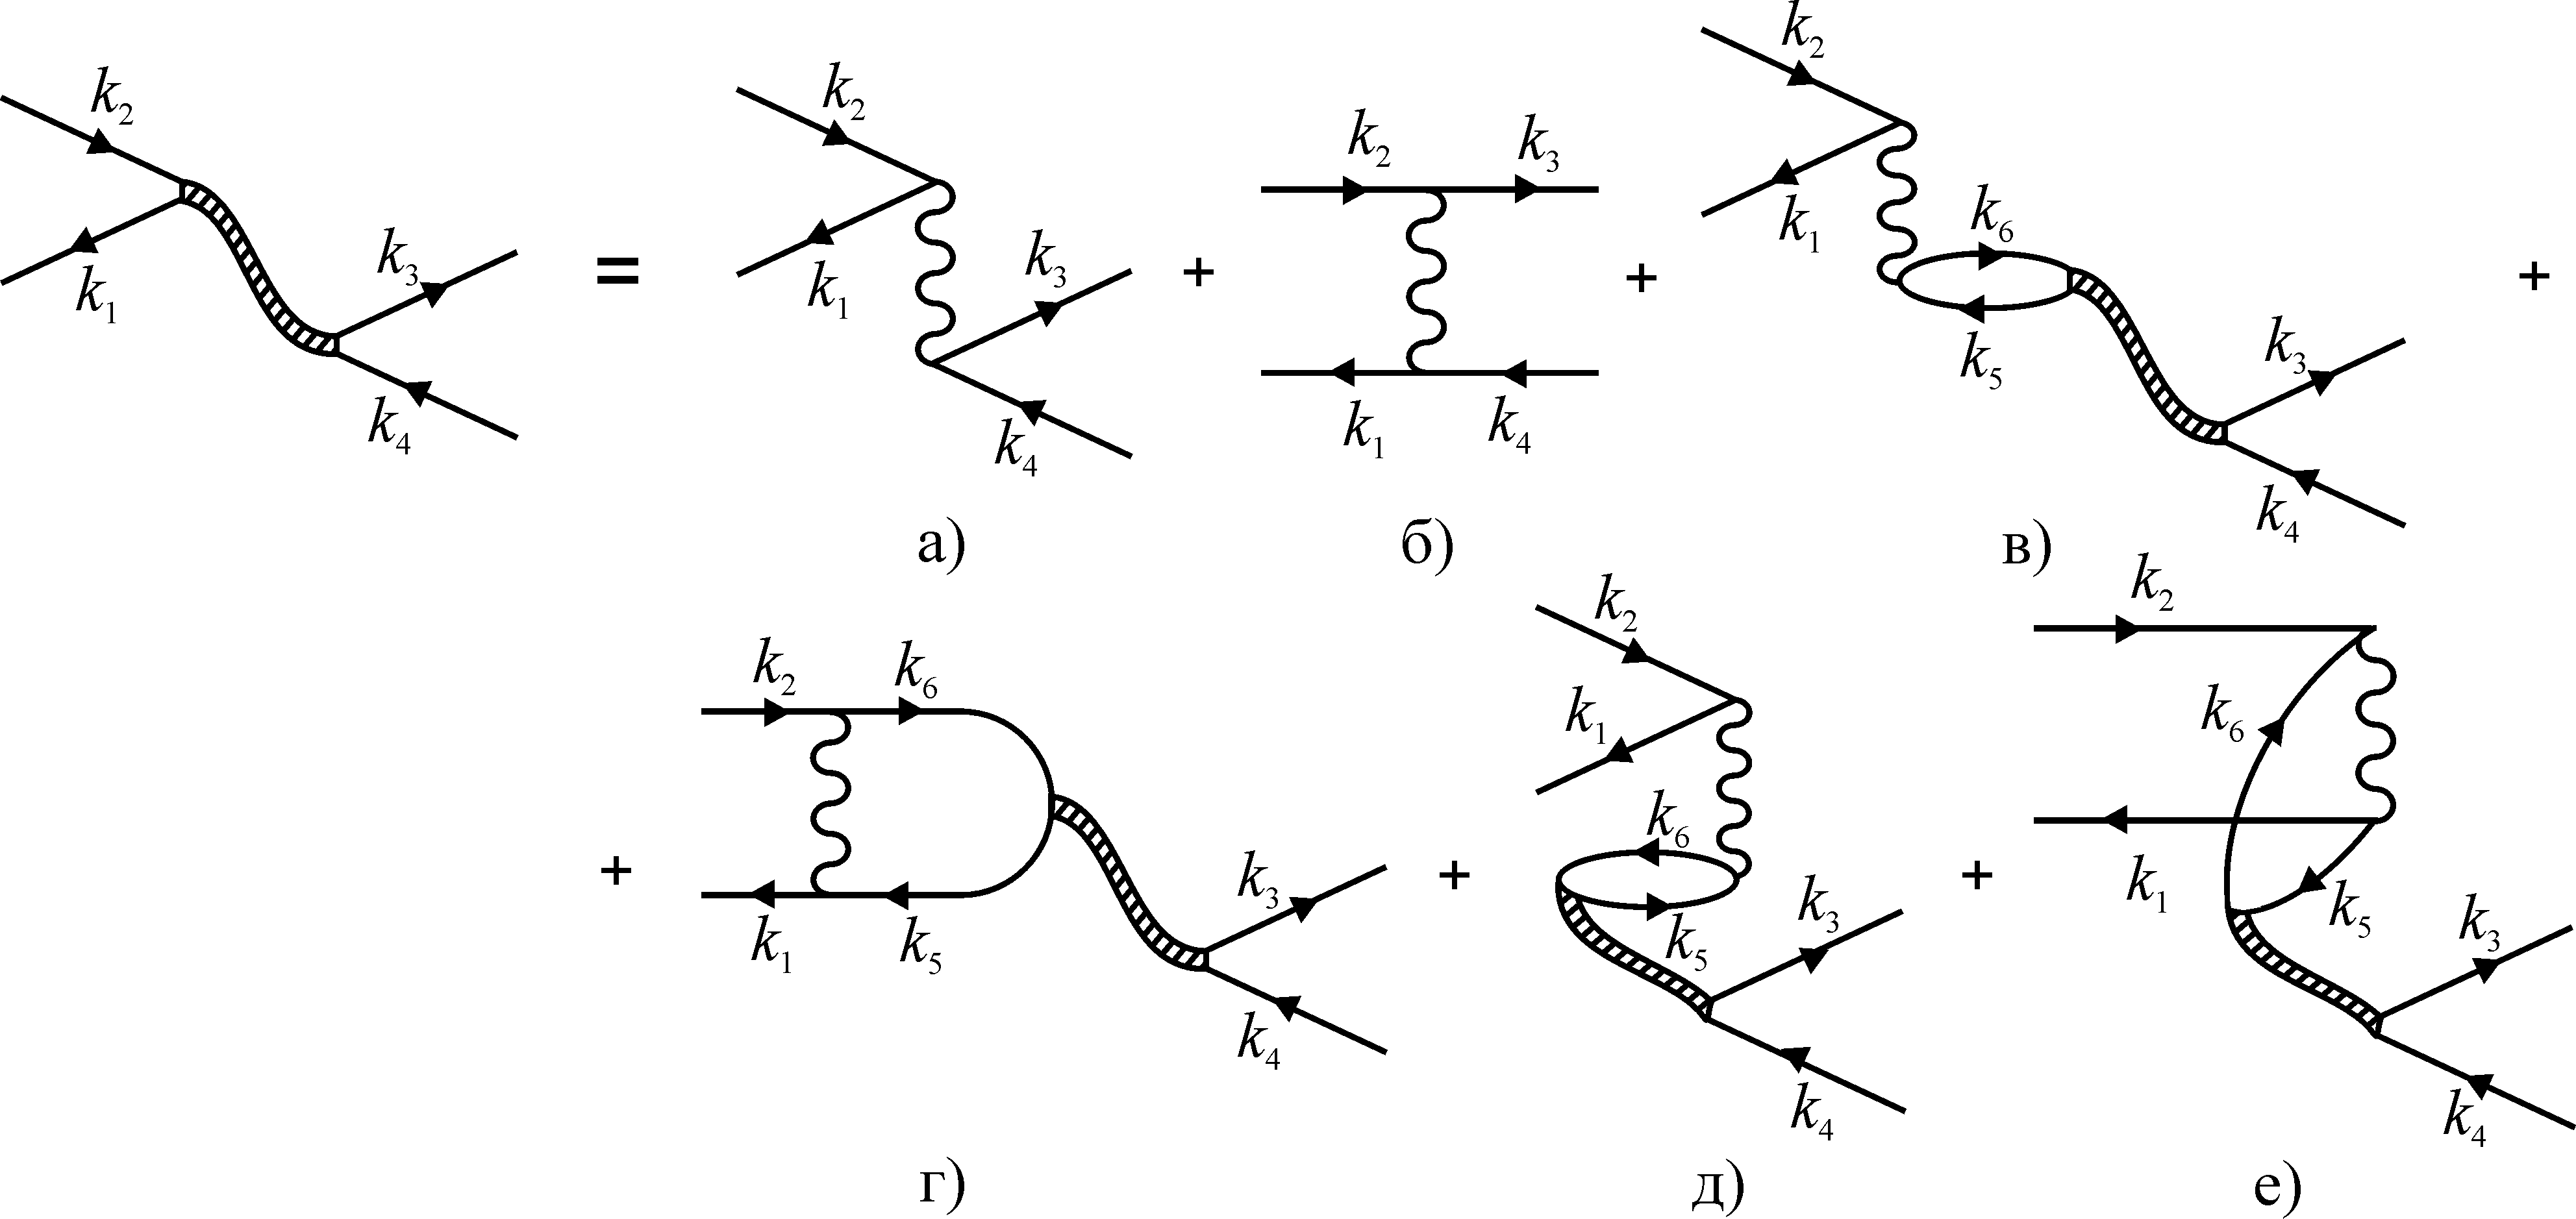 k₂ k₁ k₃ k₄ = k₂ k₁ k₃ k₄ + k₂ k₃ k₁ k₄ + k₂ k₁ k₆ k₅ k₃ k₄ +
а) б) в)
+ k₂ k₆ k₁ k₅ k₃ k₄ + k₂ k₁ k₆ k₅ k₃ k₄ + k₂ k₆ k₁ k₅ k₃ k₄
г) д) е)